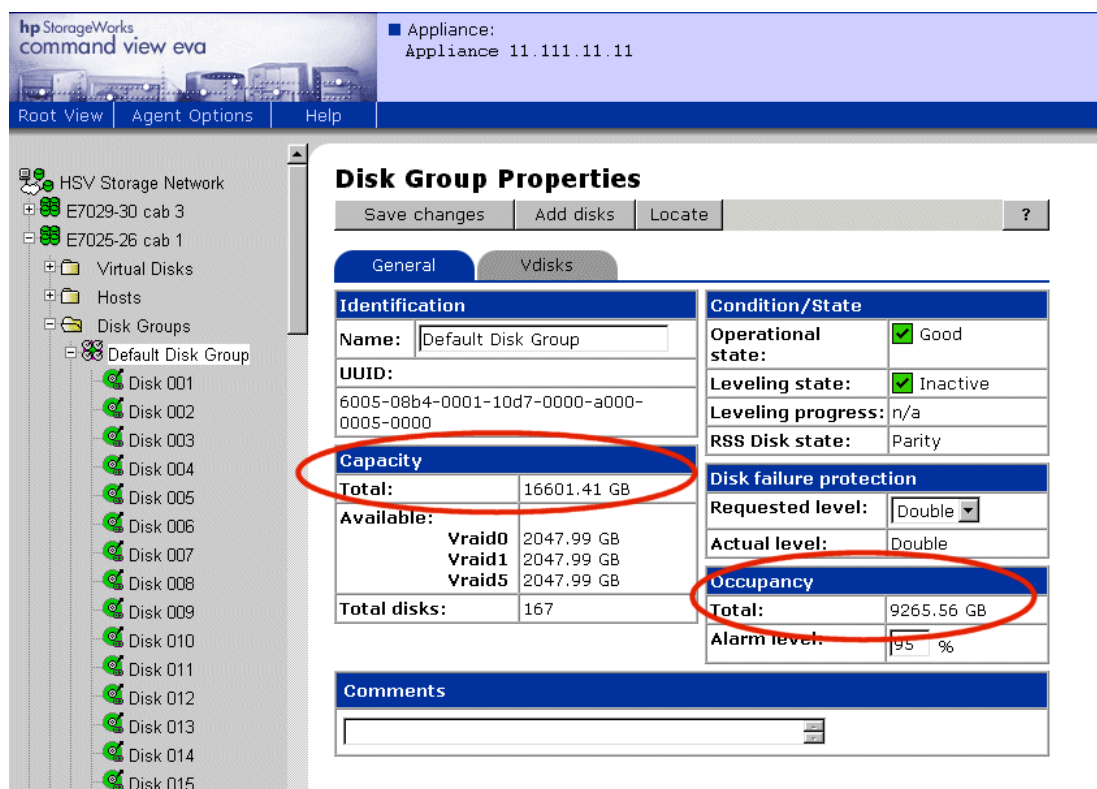 hp StorageWorks
command view eva
Appliance:
Appliance 11.111.11.11
Root View Agent Options Help
HSV Storage Network
E7029-30 cab 3
E7025-26 cab 1
Virtual Disks
Hosts
Disk Groups
Default Disk Group
Disk 001
Disk 002
Disk 003
Disk 004
Disk 005
Disk 006
Disk 007
Disk 008
Disk 009
Disk 010
Disk 011
Disk 012
Disk 013
Disk 014
Disk 015
Disk Group Properties
Save changes Add disks Locate ?
General Vdisks
Identification
Name: Default Disk Group
UUID:
6005-08b4-0001-10d7-0000-a000-
0005-0000
Capacity
Total: 16601.41 GB
Available:
Vraid0 2047.99 GB
Vraid1 2047.99 GB
Vraid5 2047.99 GB
Total disks: 167
Condition/State
Operational Good
state:
Leveling state: Inactive
Leveling progress: n/a
RSS Disk state: Parity
Disk failure protection
Requested level: Double
Actual level: Double
Occupancy
Total: 9265.56 GB
Alarm level: 95 %
Comments